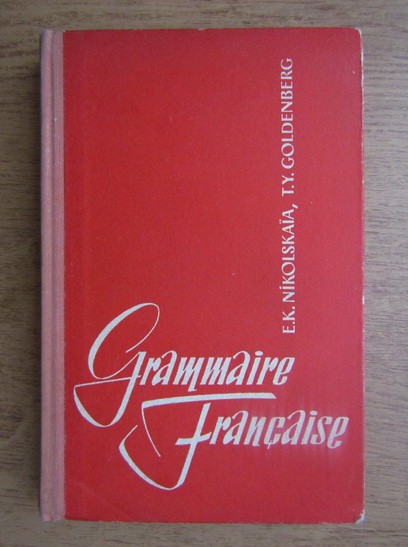 E.K. NIKOLSKAÏA, T.Y. GOLDENBERG
Grammaire
Française